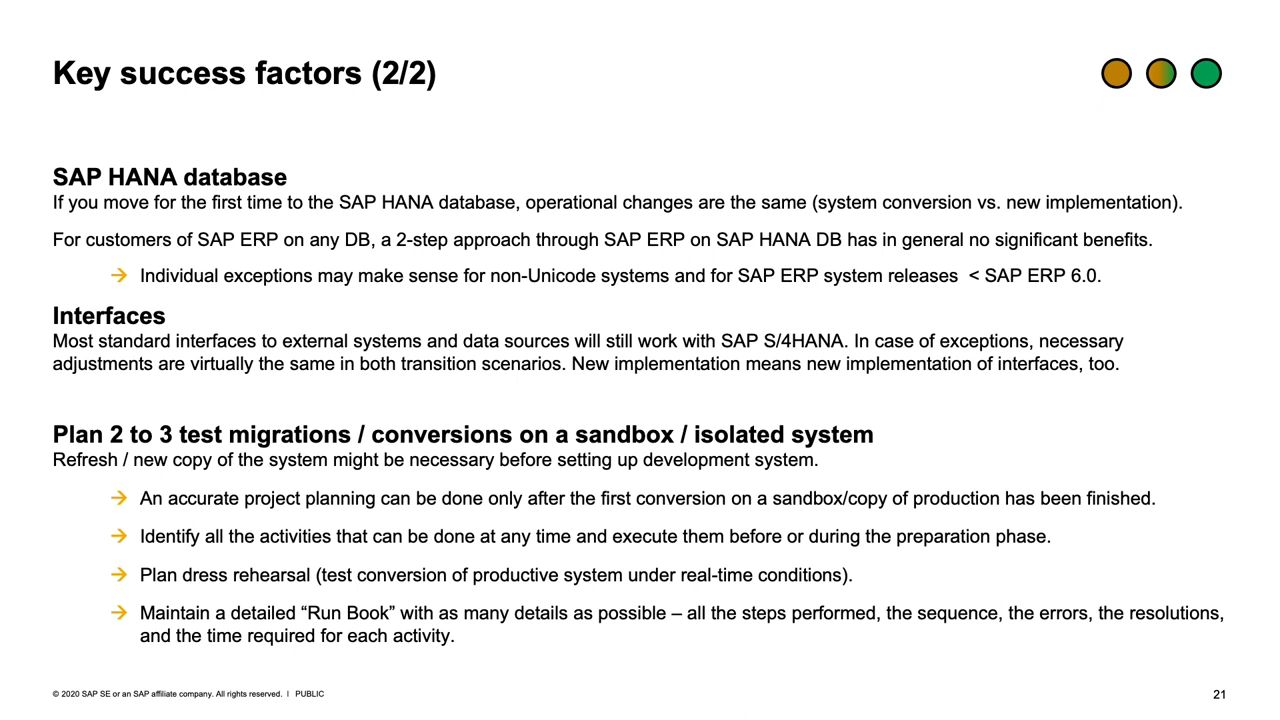 Key success factors (2/2)
SAP HANA database
If you move for the first time to the SAP HANA database, operational changes are the same (system conversion vs. new implementation).
For customers of SAP ERP on any DB, a 2-step approach through SAP ERP on SAP HANA DB has in general no significant benefits.
→ Individual exceptions may make sense for non-Unicode systems and for SAP ERP system releases  < SAP ERP 6.0.
Interfaces
Most standard interfaces to external systems and data sources will still work with SAP S/4HANA. In case of exceptions, necessary
adjustments are virtually the same in both transition scenarios. New implementation means new implementation of interfaces, too.
Plan 2 to 3 test migrations / conversions on a sandbox / isolated system
Refresh / new copy of the system might be necessary before setting up development system.
→ An accurate project planning can be done only after the first conversion on a sandbox/copy of production has been finished.
→ Identify all the activities that can be done at any time and execute them before or during the preparation phase.
→ Plan dress rehearsal (test conversion of productive system under real-time conditions).
→ Maintain a detailed “Run Book” with as many details as possible – all the steps performed, the sequence, the errors, the resolutions,
and the time required for each activity.
© 2020 SAP SE or an SAP affiliate company. All rights reserved. ǀ PUBLIC
21